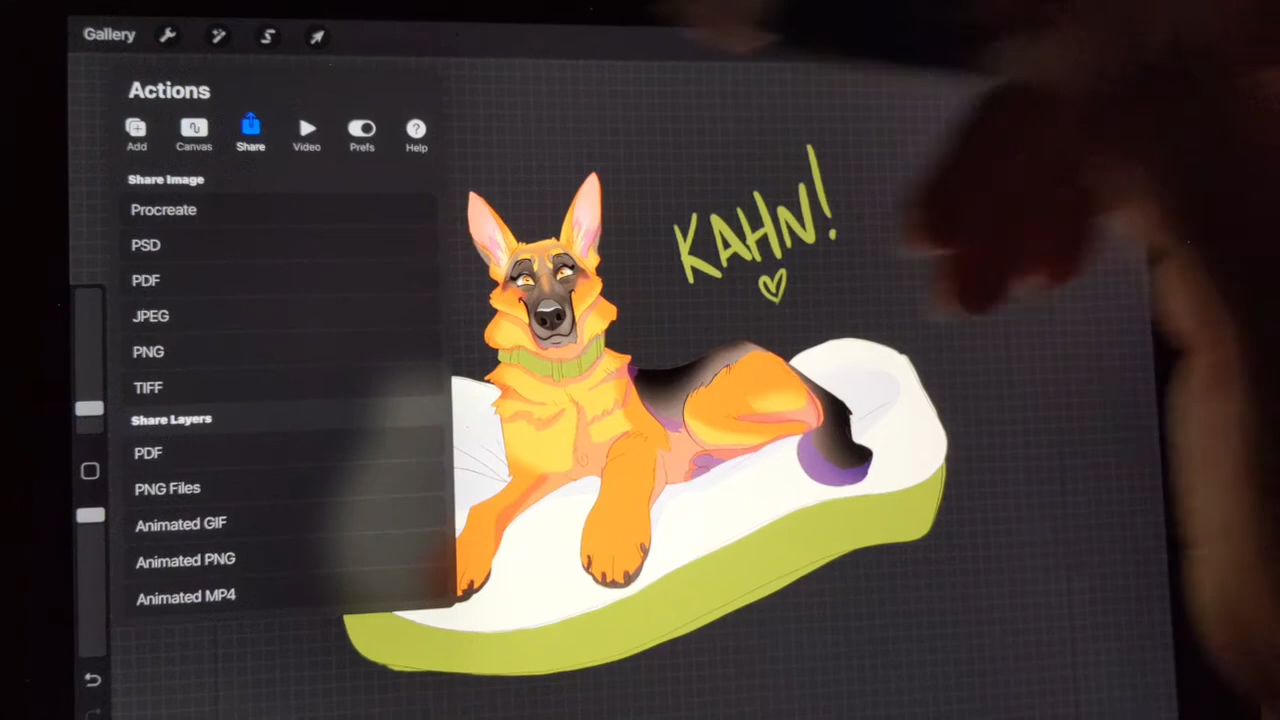 Gallery
Actions
Add Canvas Share Video Prefs Help
Share Image
Procreate
PSD
PDF
JPEG
PNG
TIFF
Share Layers
PDF
PNG Files
Animated GIF
Animated PNG
Animated MP4
KAHN!